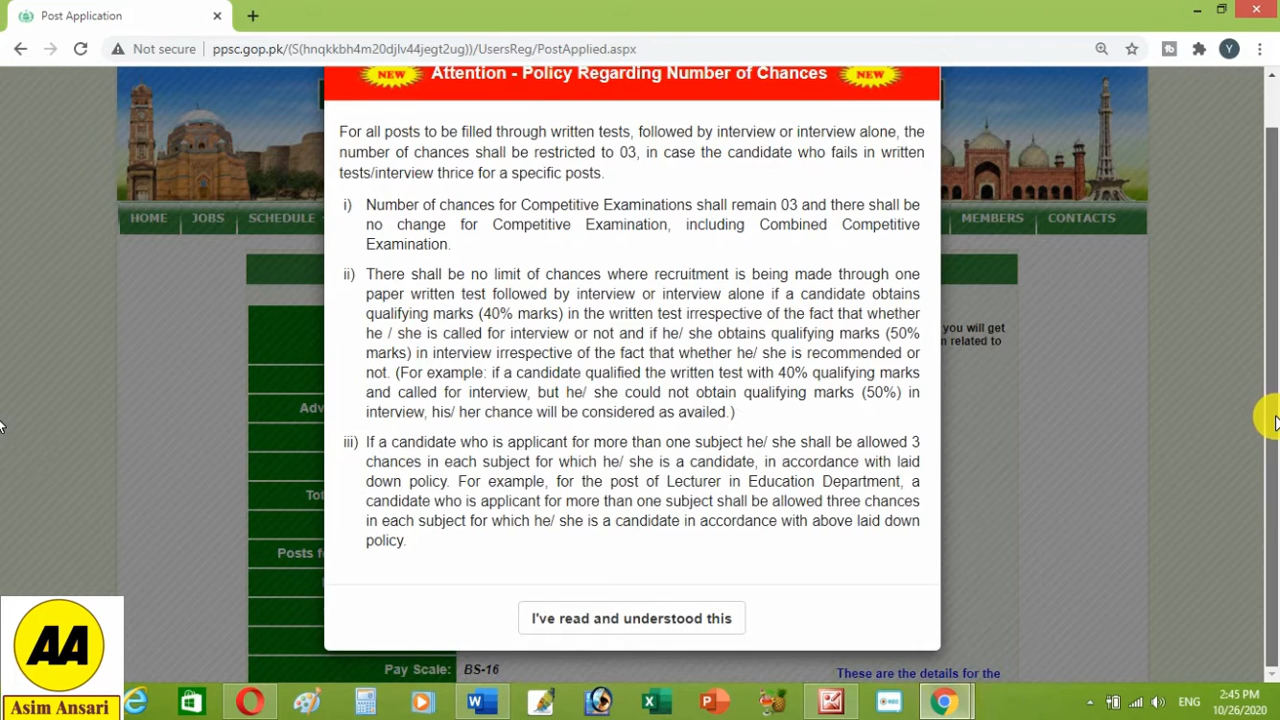 Post Application
Not secure
ppsc.gop.pk/(S(hnqkkbh4m20djlv44jegt2ug))/UsersReg/PostApplied.aspx
Y
NEW
Attention - Policy Regarding Number of Chances
NEW
For all posts to be filled through written tests, followed by interview or interview alone, the
number of chances shall be restricted to 03, in case the candidate who fails in written
tests/interview thrice for a specific posts.
HOME
JOBS
SCHEDULE
MEMBERS
CONTACTS
i) Number of chances for Competitive Examinations shall remain 03 and there shall be
no change for Competitive Examination, including Combined Competitive
Examination.
ii) There shall be no limit of chances where recruitment is being made through one
paper written test followed by interview or interview alone if a candidate obtains
qualifying marks (40% marks) in the written test irrespective of the fact that whether
he / she is called for interview or not and if he/ she obtains qualifying marks (50%
marks) in interview irrespective of the fact that whether he/ she is recommended or
not. (For example: if a candidate qualified the written test with 40% qualifying marks
and called for interview, but he/ she could not obtain qualifying marks (50%) in
interview, his/ her chance will be considered as availed.)
iii) If a candidate who is applicant for more than one subject he/ she shall be allowed 3
chances in each subject for which he/ she is a candidate, in accordance with laid
down policy. For example, for the post of Lecturer in Education Department, a
candidate who is applicant for more than one subject shall be allowed three chances
in each subject for which he/ she is a candidate in accordance with above laid down
policy.
you will get
n related to
Adv
Tot
Posts fo
I've read and understood this
Pay Scale:
BS-16
These are the details for the
AA
Asim Ansari
ENG
2:45 PM
10/26/2020